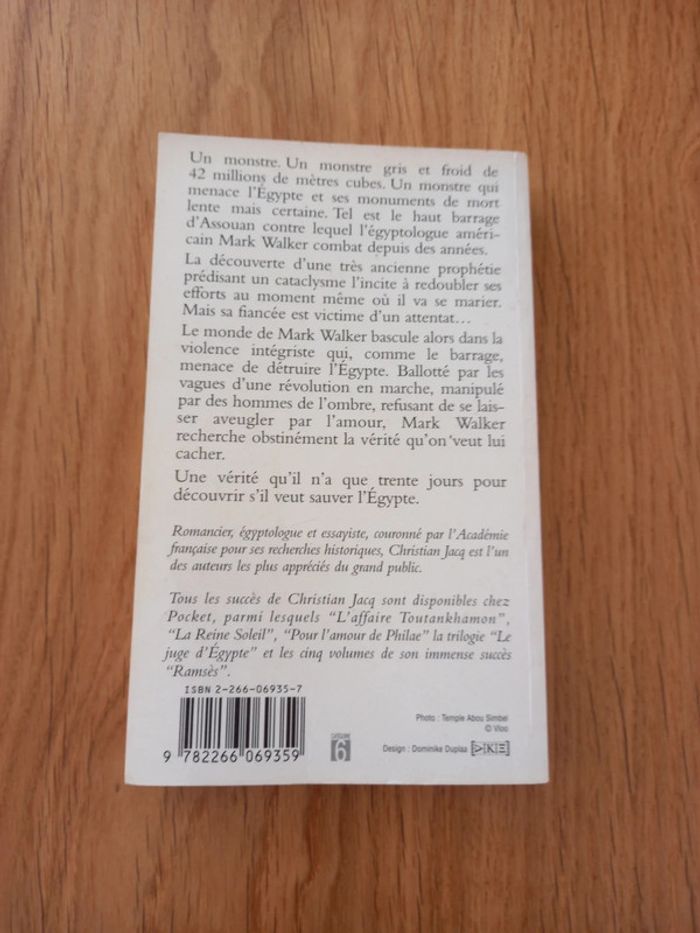 Un monstre. Un monstre gris et froid de
42 millions de mètres cubes. Un monstre qui
menace l'Égypte et ses monuments de mort
lente mais certaine. Tel est le haut barrage
d'Assouan contre lequel l'égyptologue améri-
cain Mark Walker combat depuis des années.
La découverte d'une très ancienne prophétie
prédisant un cataclysme l'incite à redoubler ses
efforts au moment même où il va se marier.
Mais sa fiancée est victime d'un attentat...
Le monde de Mark Walker bascule alors dans la
violence intégriste qui, comme le barrage,
menace de détruire l'Égypte. Ballotté par les
vagues d'une révolution en marche, manipulé
par des hommes de l'ombre, refusant de se lais-
ser aveugler par l'amour, Mark Walker
recherche obstinément la vérité qu'on veut lui
cacher.
Une vérité qu'il n'a que trente jours pour
découvrir s'il veut sauver l'Égypte.
Romancier, égyptologue et essayiste, couronné par l'Académie
française pour ses recherches historiques, Christian Jacq est l'un
des auteurs les plus appréciés du grand public.
Tous les succès de Christian Jacq sont disponibles chez
Pocket, parmi lesquels "L'affaire Toutankhamon",
"La Reine Soleil", "Pour l'amour de Philae" la trilogie "Le
juge d'Égypte" et les cinq volumes de son immense succès
"Ramsès".
ISBN 2-266-06935-7
9 782266 069359
CATÉGORIE
6
Photo : Temple Abou Simbel
© Vloo
Design : Dominike Duplaa